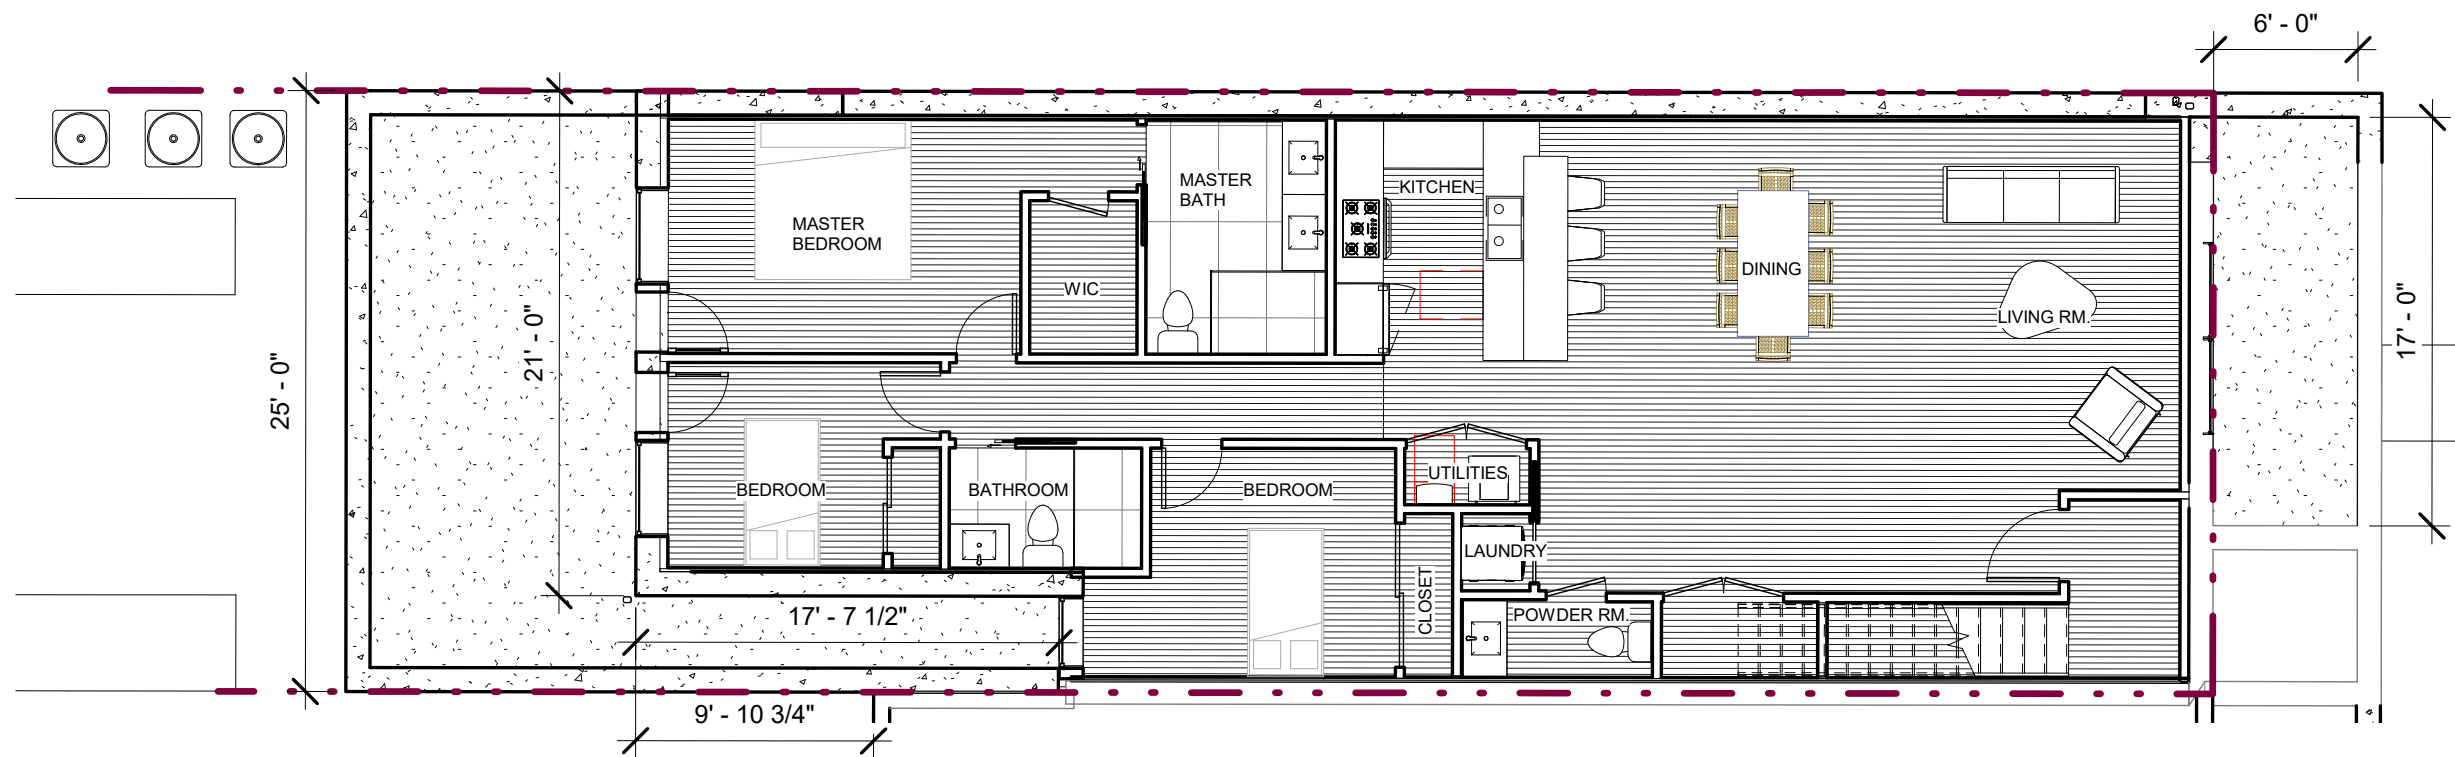 6' - 0"
MASTER
BATH
KITCHEN
MASTER
BEDROOM
DINING
WIC
LIVING RM.
17' - 0"
21' - 0"
25' - 0"
UTILITIES
BEDROOM
BATHROOM
BEDROOM
LAUNDRY
CLOSET
POWDER RM.
17' - 7 1/2"
9' - 10 3/4"